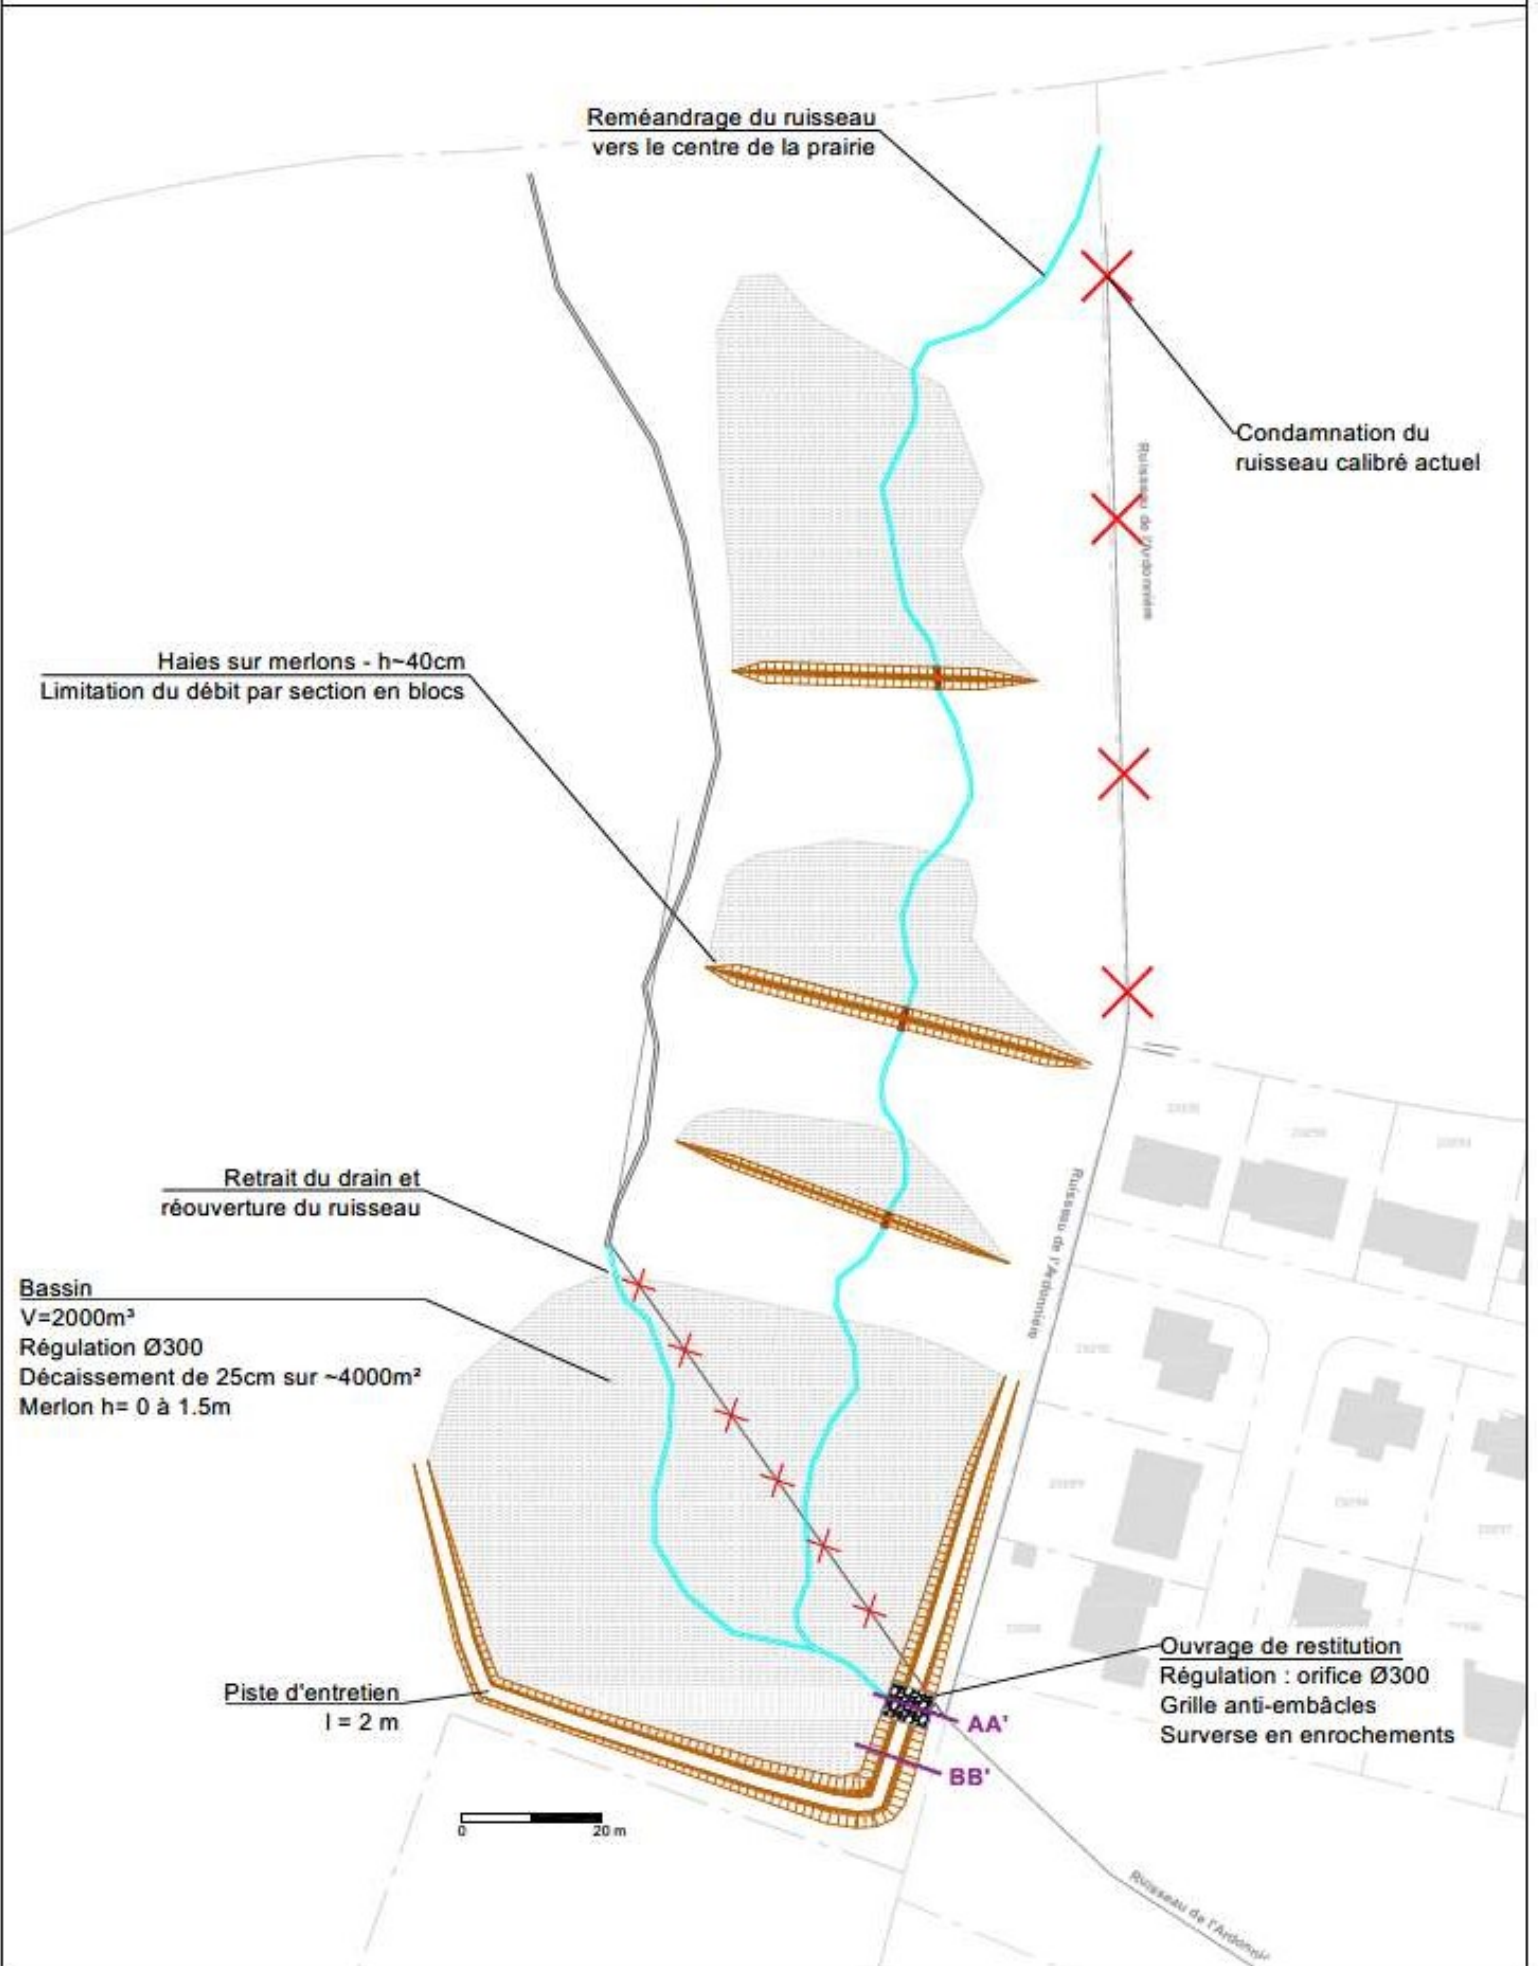 Reméandrage du ruisseau
vers le centre de la prairie
Condamnation du
ruisseau calibré actuel
Ruisseau de l'Ardonnière
Haies sur merlons - h~40cm
Limitation du débit par section en blocs
Retrait du drain et
réouverture du ruisseau
Ruisseau de l'Ardonnière
Bassin
V=2000m³
Régulation Ø300
Décaissement de 25cm sur ~4000m²
Merlon h= 0 à 1.5m
Ouvrage de restitution
Régulation : orifice Ø300
Grille anti-embâcles
Surverse en enrochements
Piste d'entretien
l = 2 m
AA'
BB'
0 20 m
Ruisseau de